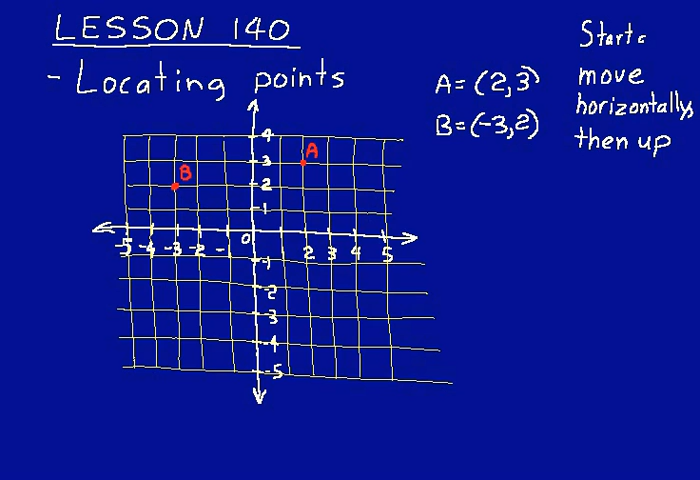 LESSON 140
- Locating points
A = (2,3)
B = (-3,2)
Start:
move
horizontally,
then up
4
3
2
1
A
B
0
-5 -4 -3 -2 -1 2 3 4 5
-1
-2
-3
-4
-5